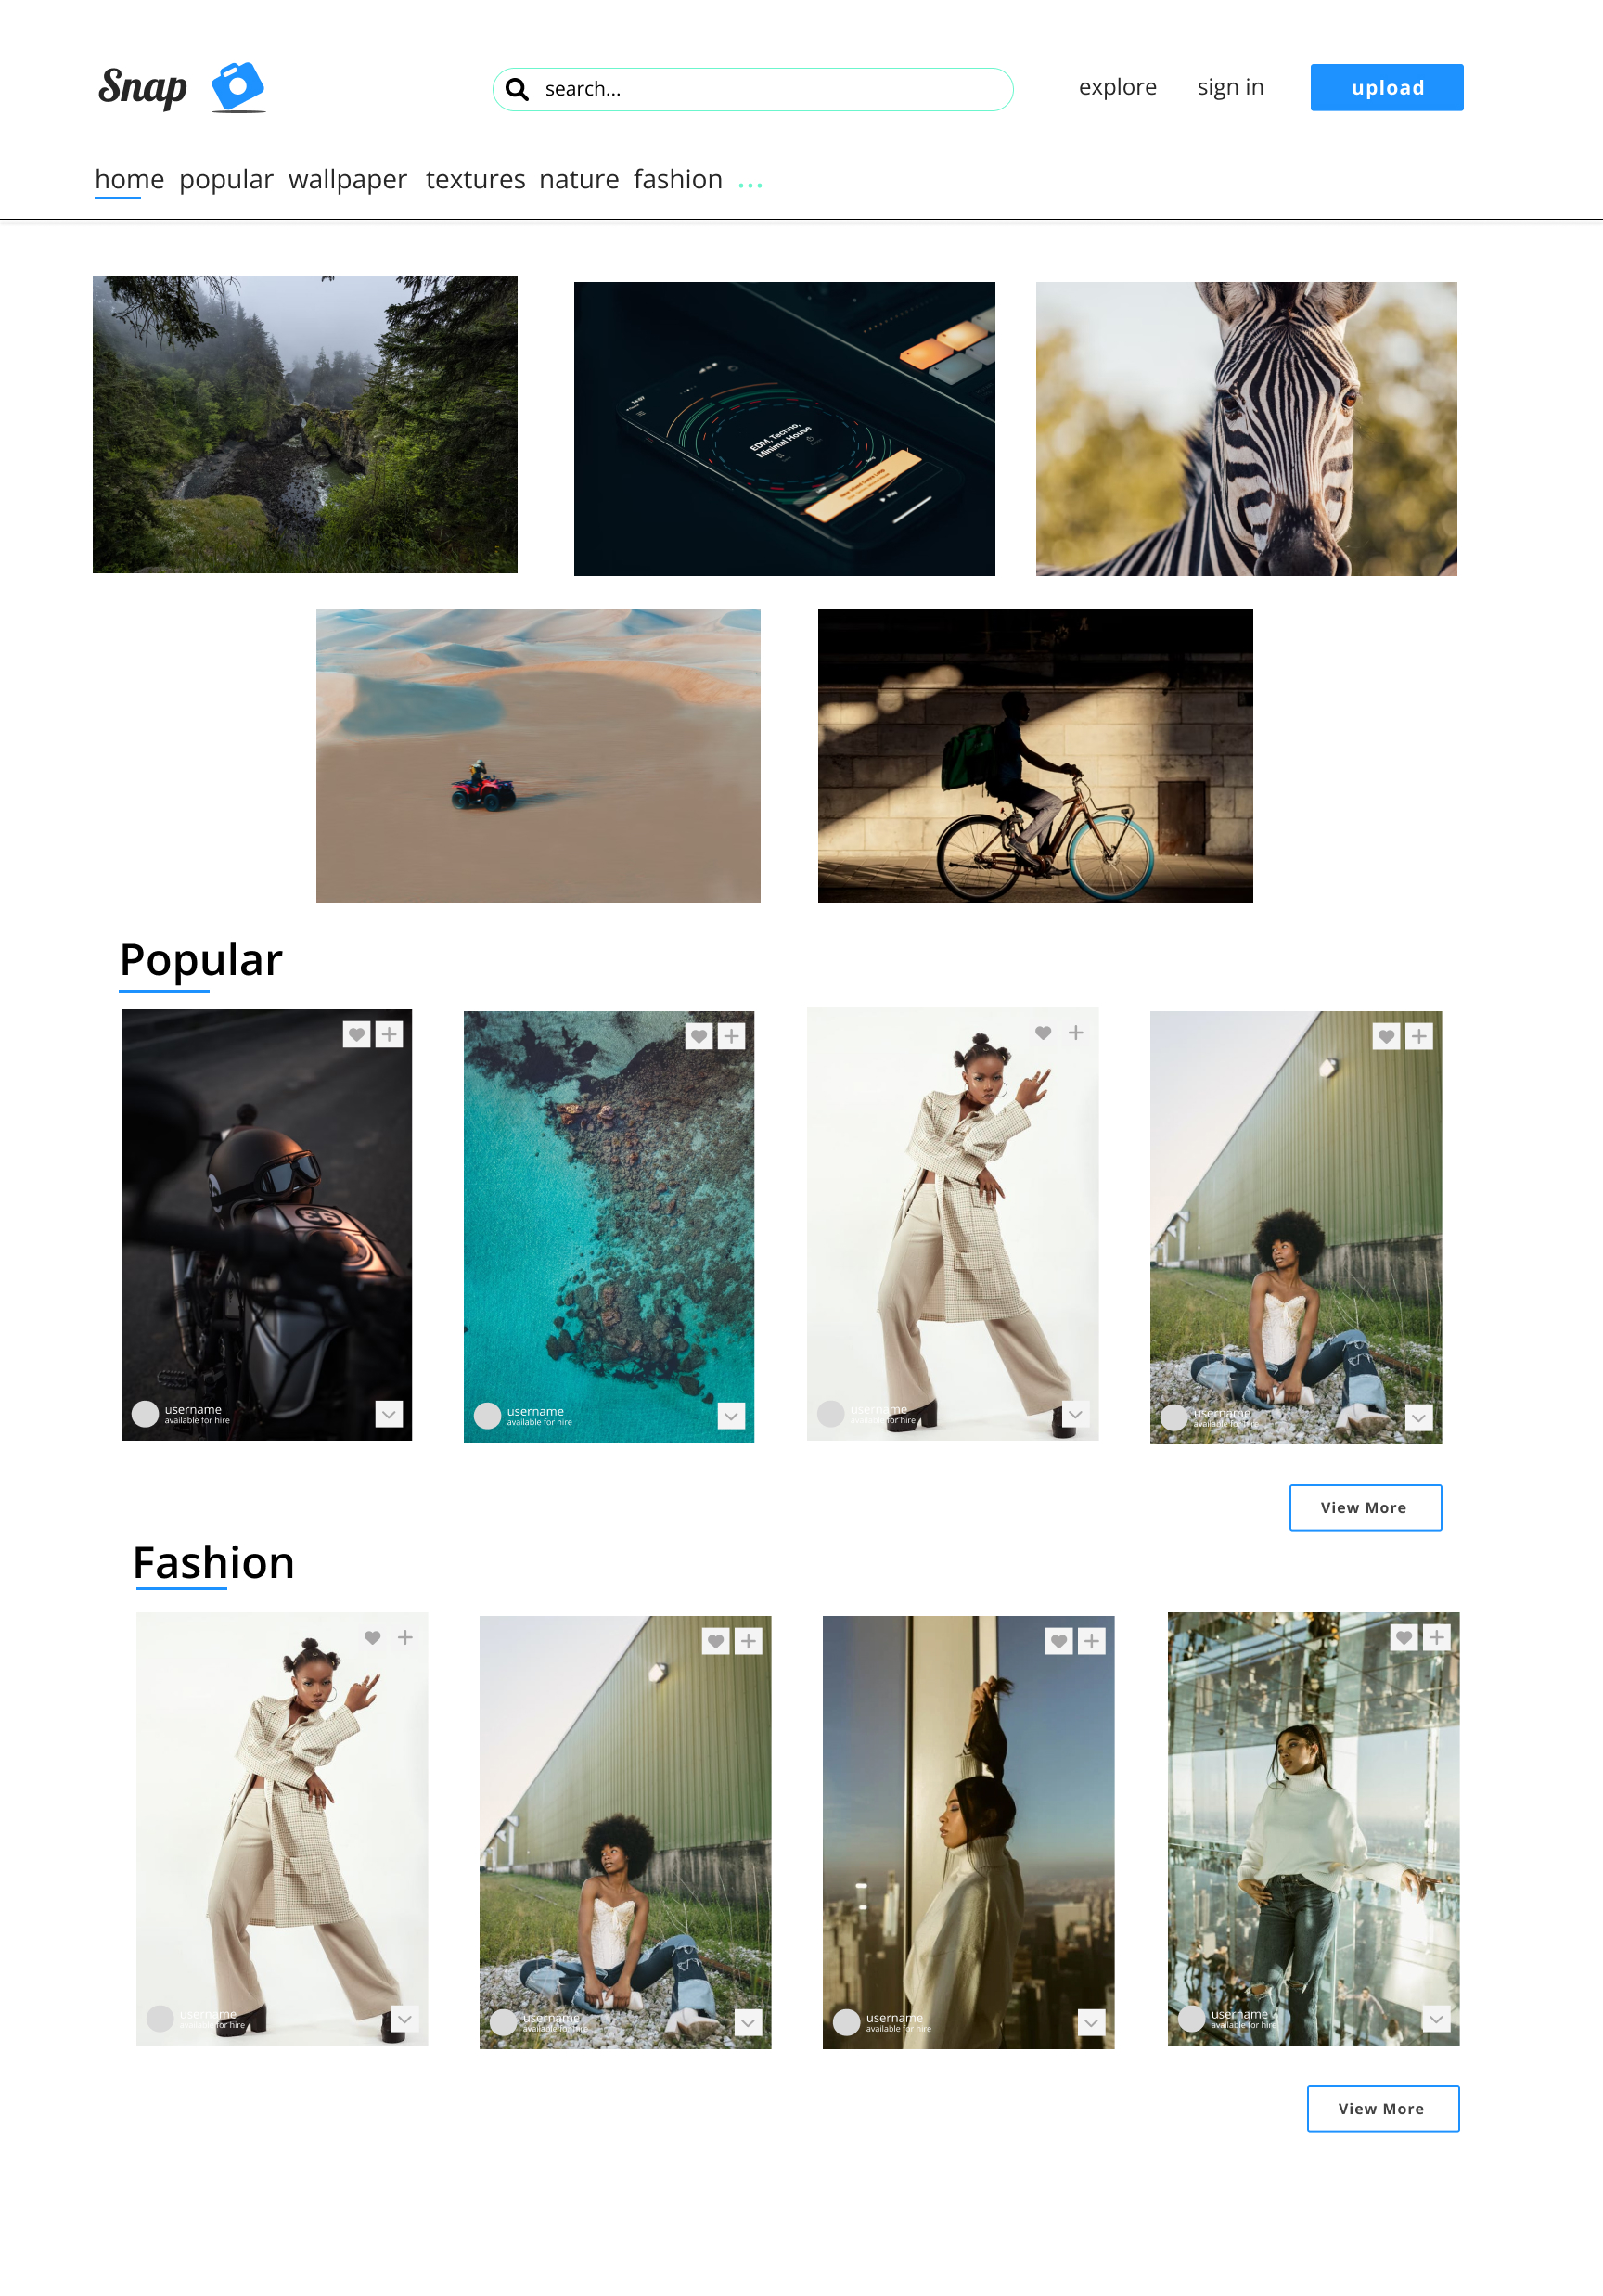 Snap
search...
explore
sign in
upload
home popular wallpaper textures nature fashion ...
EDM, Techno,
Minimal House
Play
Popular
username
available for hire
username
available for hire
username
available for hire
username
available for hire
View More
Fashion
username
available for hire
username
available for hire
username
available for hire
username
available for hire
View More